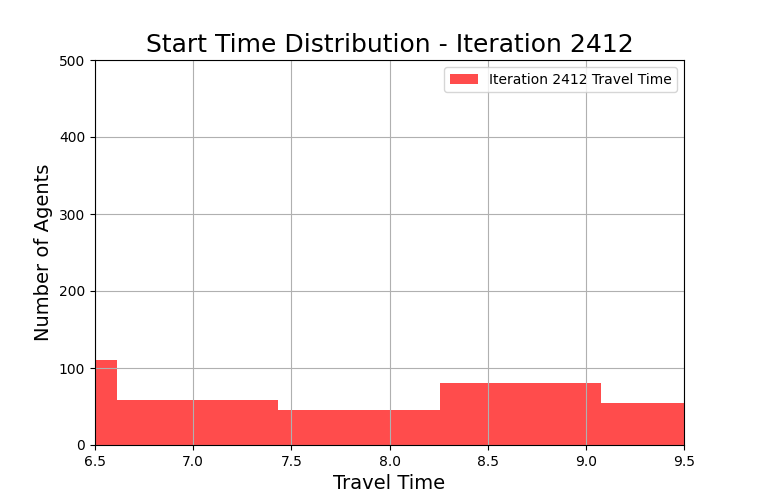 Start Time Distribution - Iteration 2412
Iteration 2412 Travel Time
Number of Agents
500
400
300
200
100
0
6.5 7.0 7.5 8.0 8.5 9.0 9.5
Travel Time